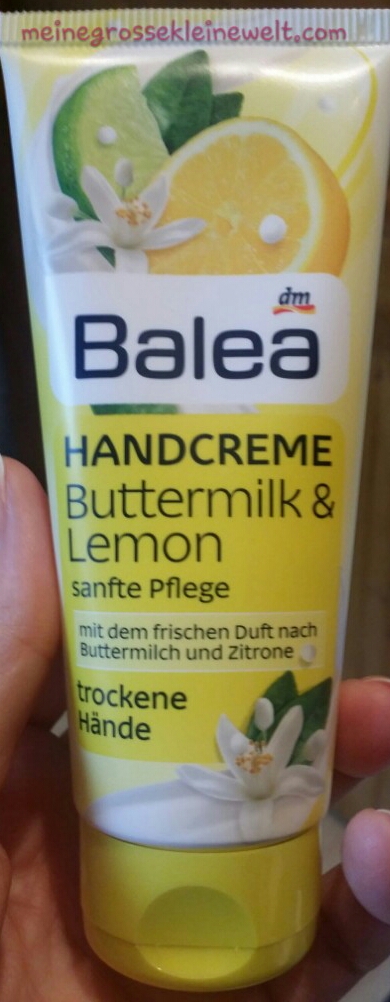 meinegrossekleinewelt.com
dm
Balea
HANDCREME
Buttermilk &
Lemon
sanfte Pflege
mit dem frischen Duft nach
Buttermilch und Zitrone
trockene
Hände